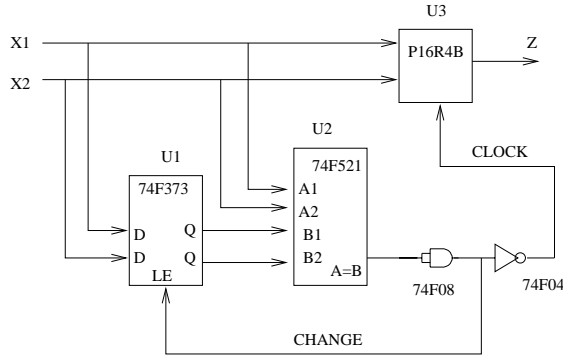 U3
X1
P16R4B
Z
X2
U2
U1
CLOCK
74F521
74F373
A1
A2
D
Q
B1
D
Q
B2
LE
A=B
74F08
74F04
CHANGE